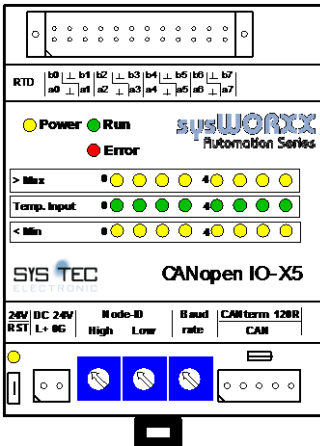 RTD b0 ⊥ b1 b2 ⊥ b3 b4 ⊥ b5 b6 ⊥ b7
a0 ⊥ a1 a2 ⊥ a3 a4 ⊥ a5 a6 ⊥ a7
Power Run
Error
sysWORXX
Automation Series
> Max 0 4
Temp. Input 0 4
< Min 0 4
SYS TEC
ELECTRONIC
CANopen IO-X5
24V DC 24V Node-ID Baud CANterm 120R
RST L+ 0G High Low rate CAN